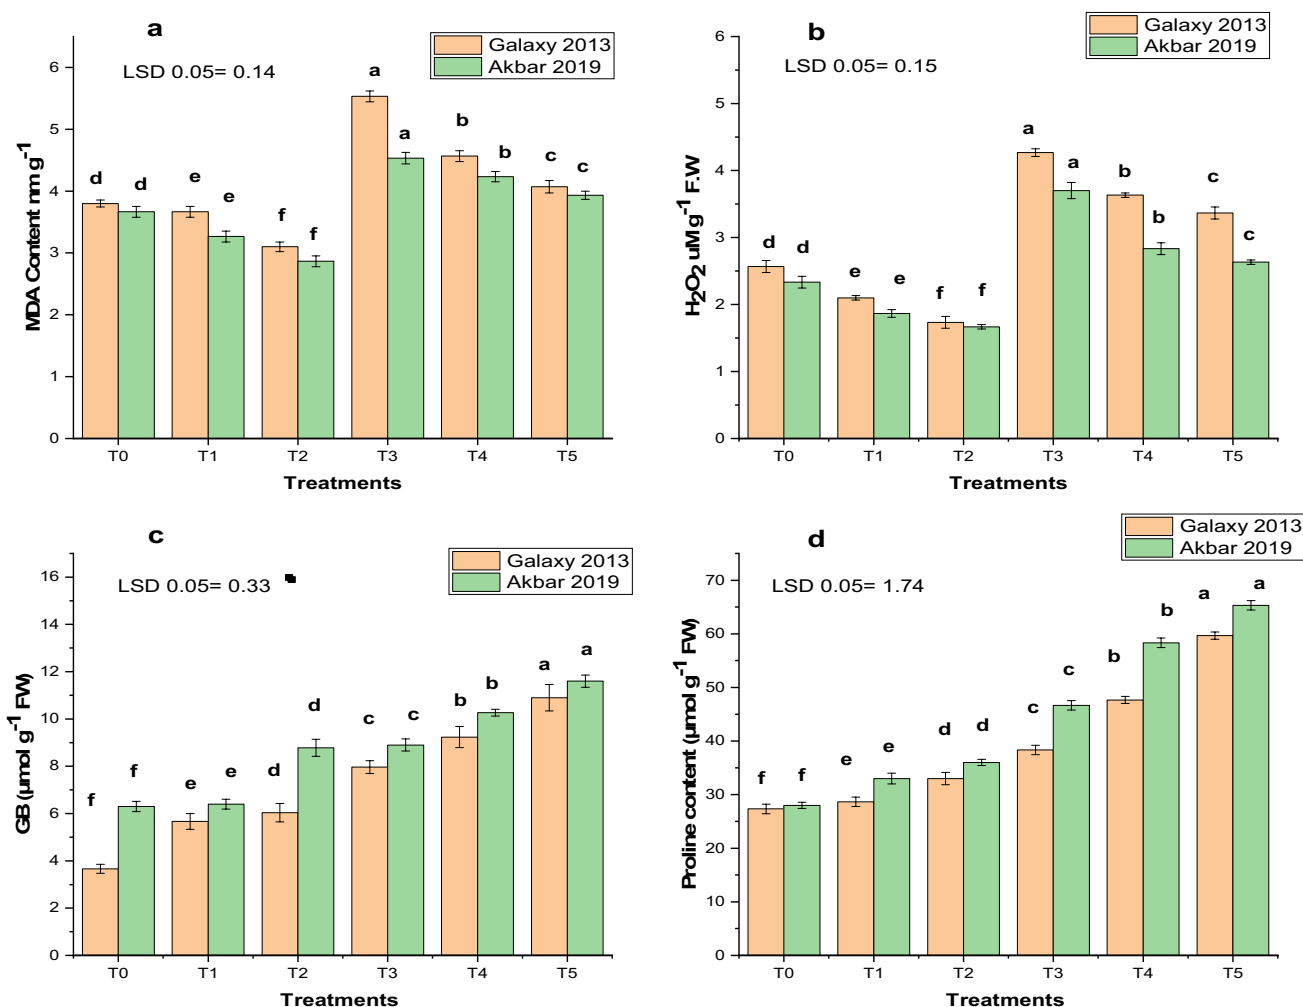 a
Galaxy 2013
Akbar 2019
LSD 0.05= 0.14
MDA Content nm g⁻¹
6
5
4
3
2
1
0
d d e e f f a a b b c c
T0 T1 T2 T3 T4 T5
Treatments
b
Galaxy 2013
Akbar 2019
LSD 0.05= 0.15
H₂O₂ uM g⁻¹ F.W
6
5
4
3
2
1
0
d d e e f f a a b b c c
T0 T1 T2 T3 T4 T5
Treatments
c
Galaxy 2013
Akbar 2019
LSD 0.05= 0.33
GB (µmol g⁻¹ FW)
16
14
12
10
8
6
4
2
0
f f e e d d c c b b a a
T0 T1 T2 T3 T4 T5
Treatments
d
Galaxy 2013
Akbar 2019
LSD 0.05= 1.74
Proline content (µmol g⁻¹ FW)
70
60
50
40
30
20
10
0
f f e e d d c c b b a a
T0 T1 T2 T3 T4 T5
Treatments